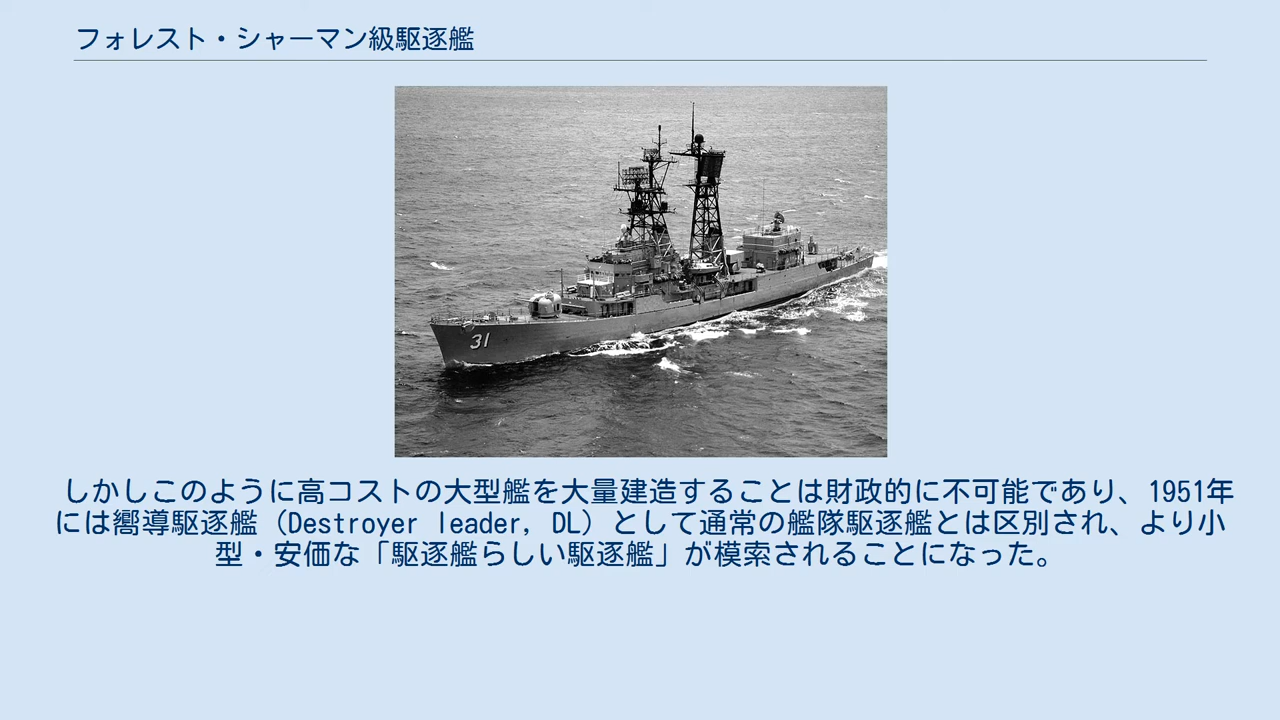 フォレスト・シャーマン級駆逐艦
31
しかしこのように高コストの大型艦を大量建造することは財政的に不可能であり、1951年
には嚮導駆逐艦（Destroyer leader, DL）として通常の艦隊駆逐艦とは区別され、より小
型・安価な「駆逐艦らしい駆逐艦」が模索されることになった。